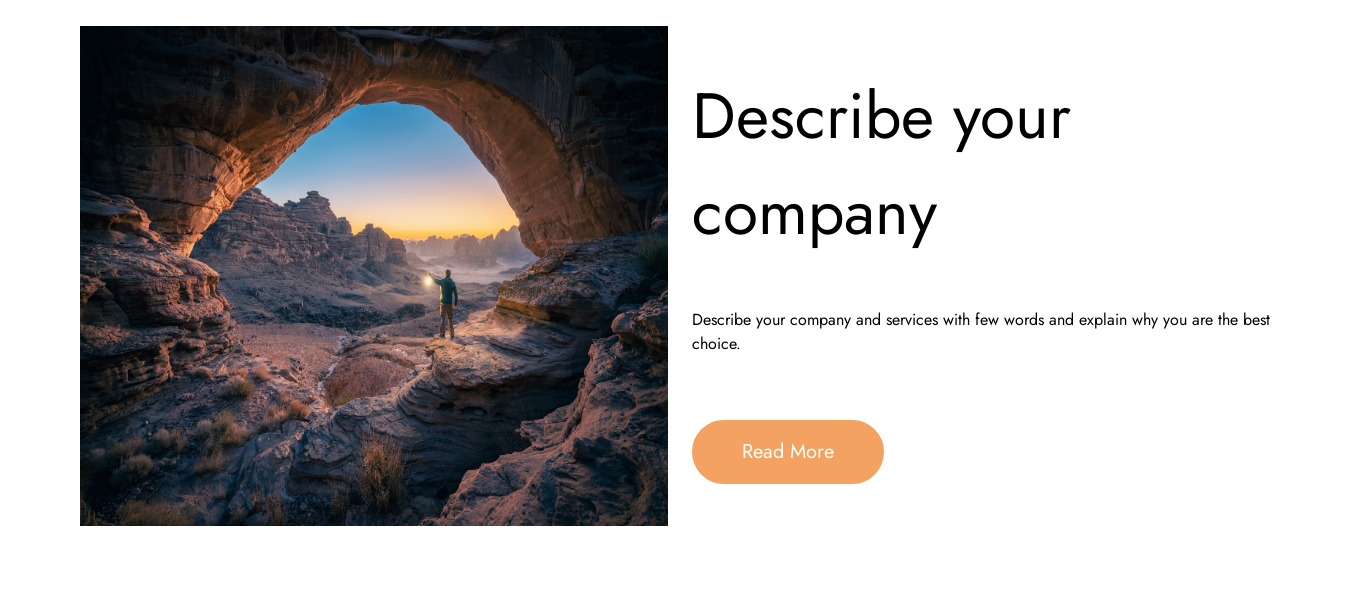 Describe your
company
Describe your company and services with few words and explain why you are the best
choice.
Read More